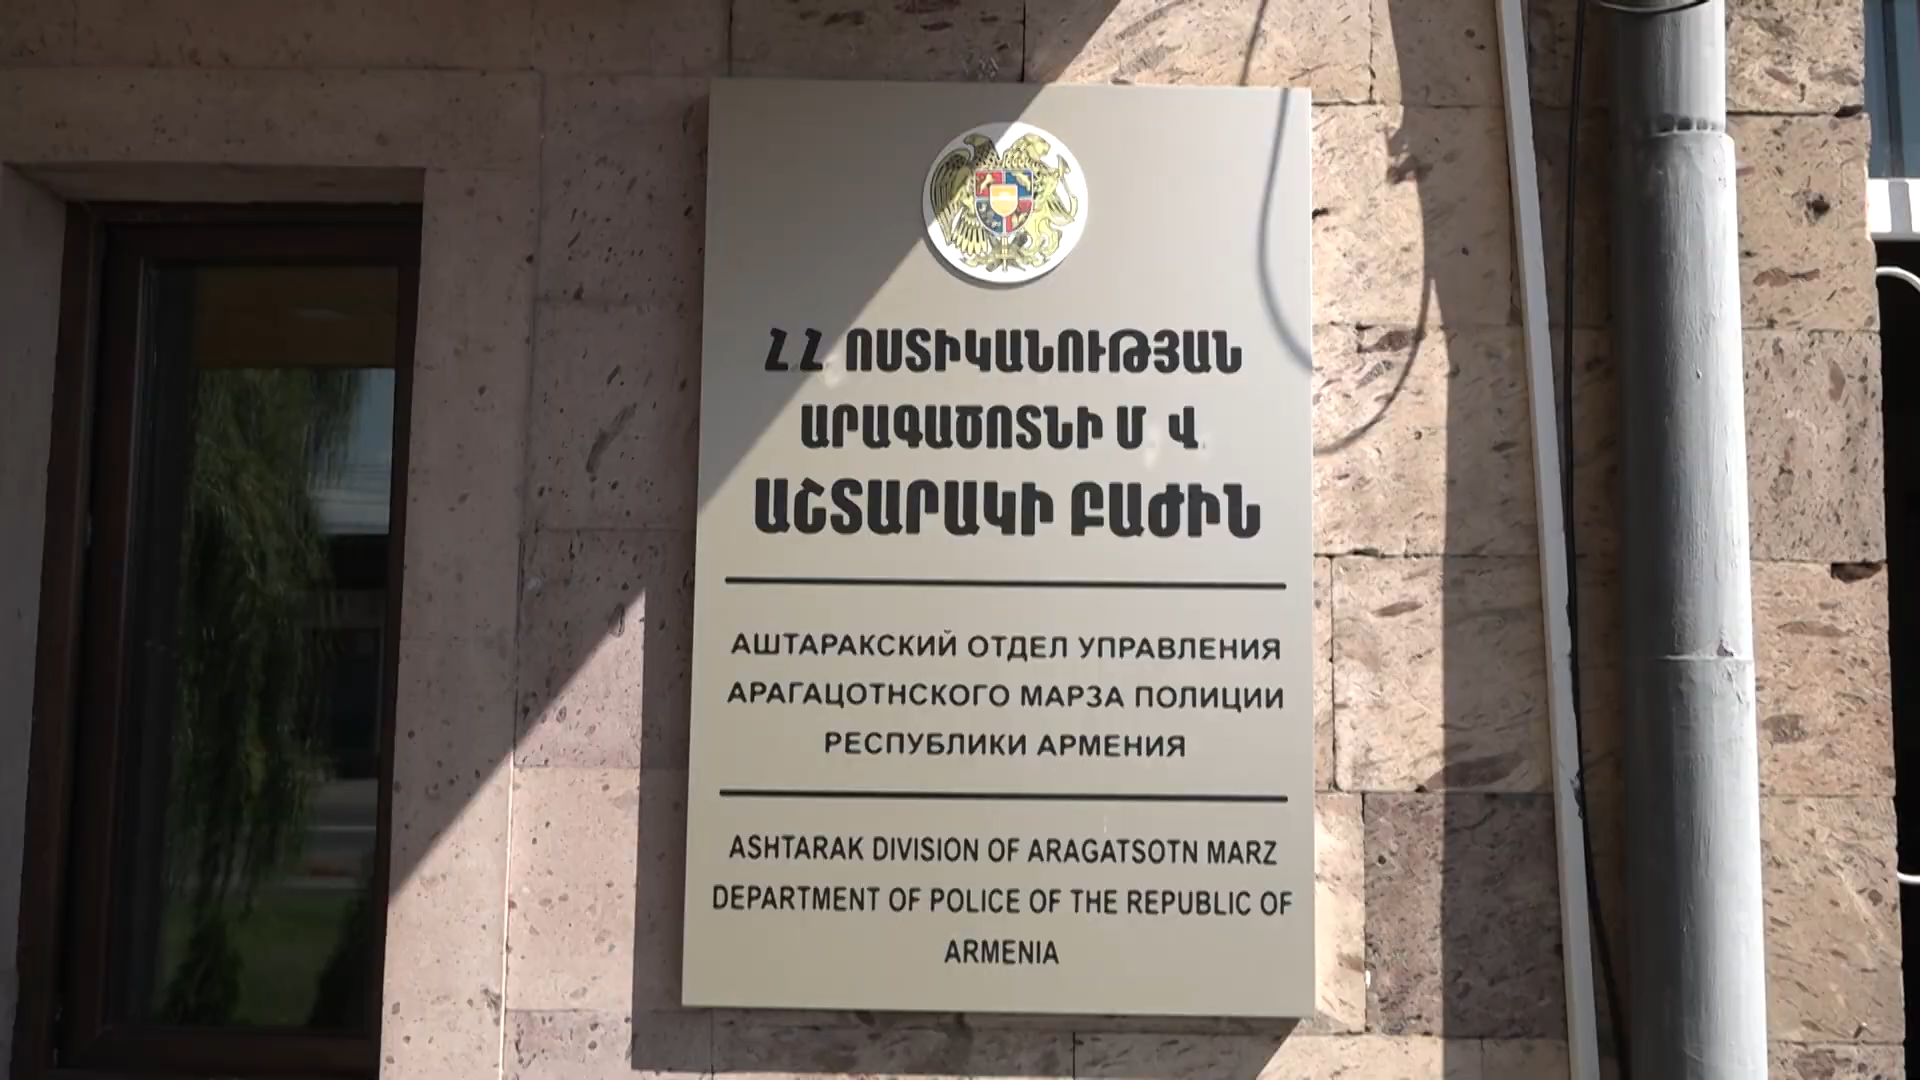 ՀՀ ՈՍՏԻԿԱՆՈՒԹՅԱՆ
ԱՐԱԳԱԾՈՏՆԻ Մ Վ
ԱՇՏԱՐԱԿԻ ԲԱԺԻՆ
АШТАРАКСКИЙ ОТДЕЛ УПРАВЛЕНИЯ
АРАГАЦОТНСКОГО МАРЗА ПОЛИЦИИ
РЕСПУБЛИКИ АРМЕНИЯ
ASHTARAK DIVISION OF ARAGATSOTN MARZ
DEPARTMENT OF POLICE OF THE REPUBLIC OF
ARMENIA